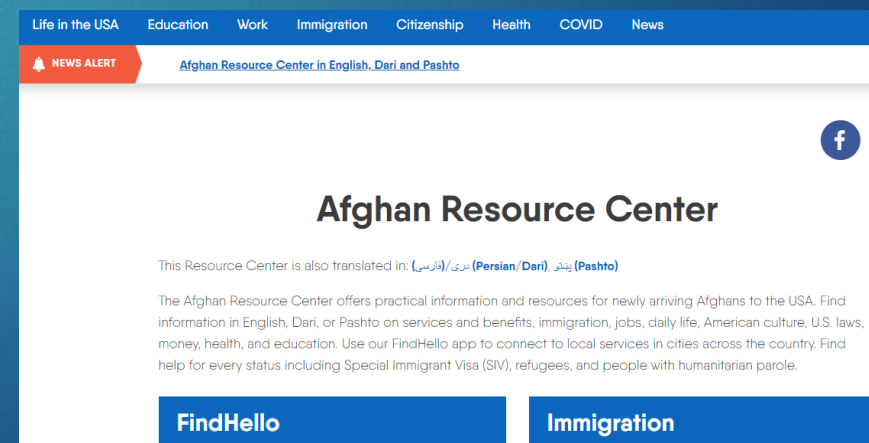 Life in the USA Education Work Immigration Citizenship Health COVID News
NEWS ALERT Afghan Resource Center in English, Dari and Pashto
f
Afghan Resource Center
This Resource Center is also translated in: دری/(فارسی) (Persian/Dari), پښتو (Pashto)
The Afghan Resource Center offers practical information and resources for newly arriving Afghans to the USA. Find
information in English, Dari, or Pashto on services and benefits, immigration, jobs, daily life, American culture, U.S. laws,
money, health, and education. Use our FindHello app to connect to local services in cities across the country. Find
help for every status including Special Immigrant Visa (SIV), refugees, and people with humanitarian parole.
FindHello Immigration